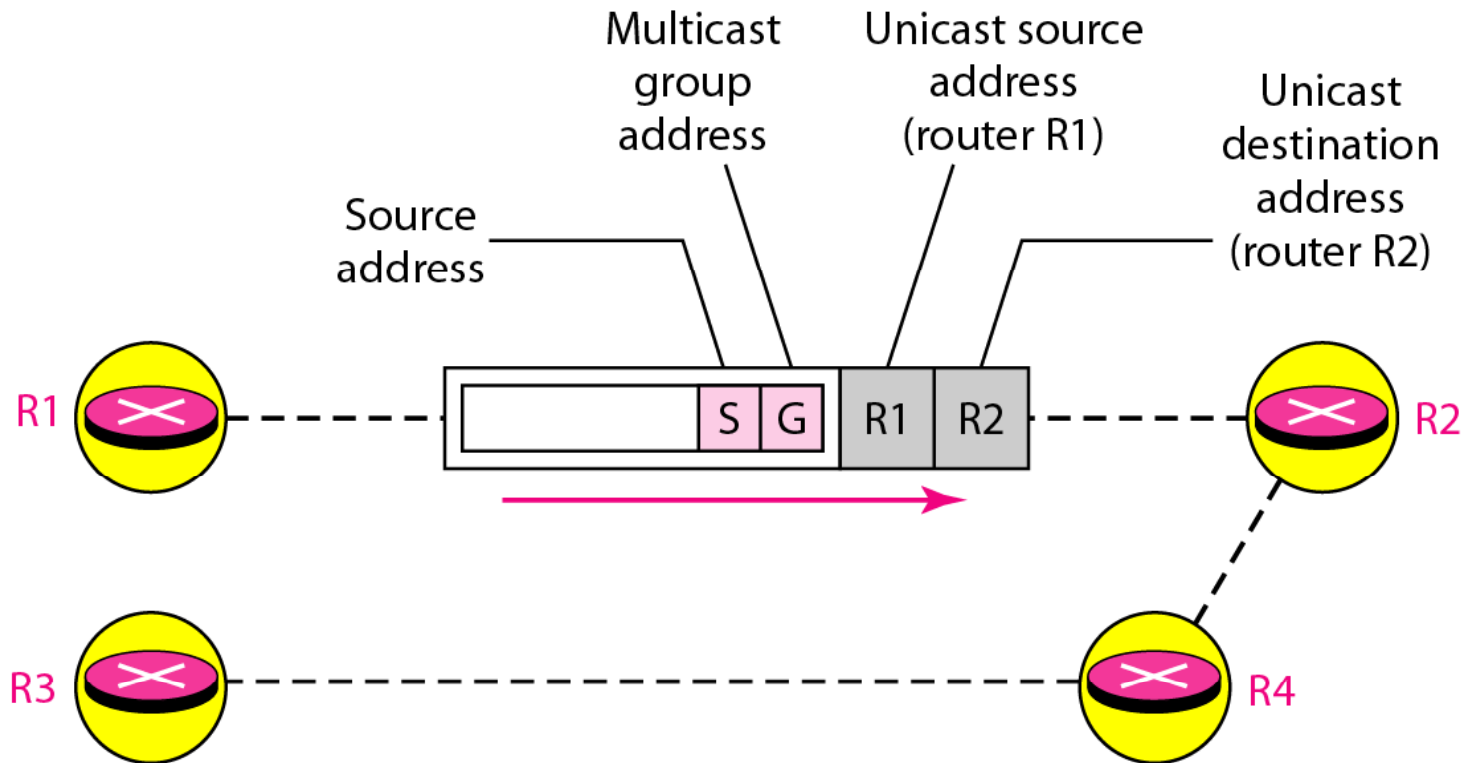 Multicast
group
address
Unicast source
address
(router R1)
Unicast
destination
address
(router R2)
Source
address
R1
S
G
R1
R2
R2
R3
R4